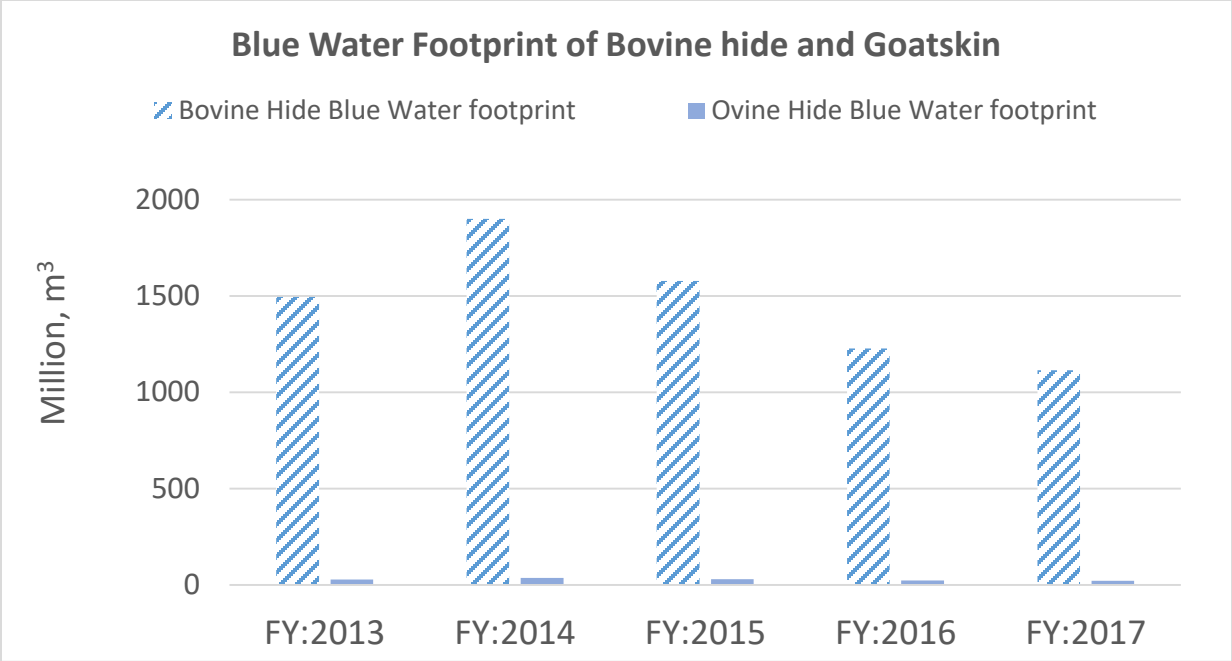 Blue Water Footprint of Bovine hide and Goatskin
Bovine Hide Blue Water footprint
Ovine Hide Blue Water footprint
Million, m³
2000
1500
1000
500
0
FY:2013 FY:2014 FY:2015 FY:2016 FY:2017